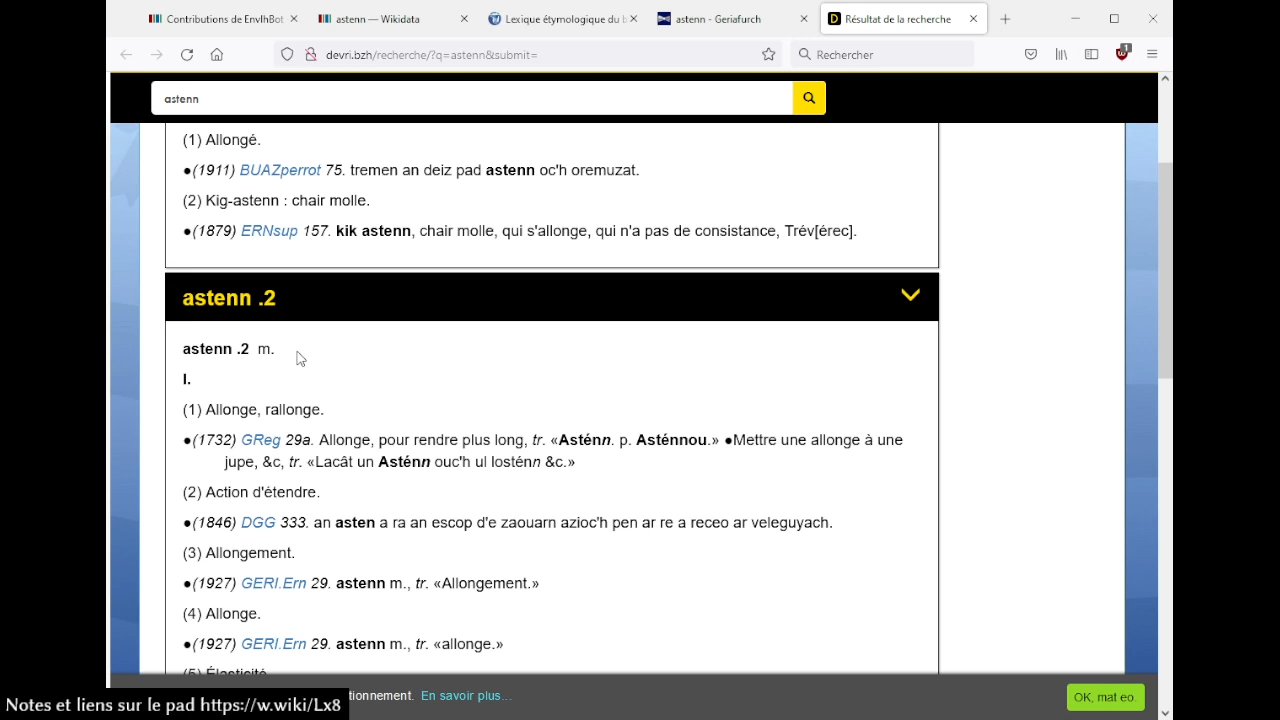 Contributions de EnvlhBot
astenn — Wikidata
Lexique étymologique du b
astenn - Geriafurch
Résultat de la recherche
devri.bzh/recherche/?q=astenn&submit=
Rechercher
1
astenn
(1) Allongé.
●(1911) BUAZperrot 75. tremen an deiz pad astenn oc'h oremuzat.
(2) Kig-astenn : chair molle.
●(1879) ERNsup 157. kik astenn, chair molle, qui s'allonge, qui n'a pas de consistance, Trév[érec].
astenn .2
astenn .2 m.
I.
(1) Allonge, rallonge.
●(1732) GReg 29a. Allonge, pour rendre plus long, tr. «Asténn. p. Asténnou.» ●Mettre une allonge à une
jupe, &c, tr. «Lacât un Asténn ouc'h ul losténn &c.»
(2) Action d'étendre.
●(1846) DGG 333. an asten a ra an escop d'e zaouarn azioc'h pen ar re a receo ar veleguyach.
(3) Allongement.
●(1927) GERI.Ern 29. astenn m., tr. «Allongement.»
(4) Allonge.
●(1927) GERI.Ern 29. astenn m., tr. «allonge.»
(5) Élasticité
tionnement. En savoir plus...
OK, mat eo.
Notes et liens sur le pad https://w.wiki/Lx8